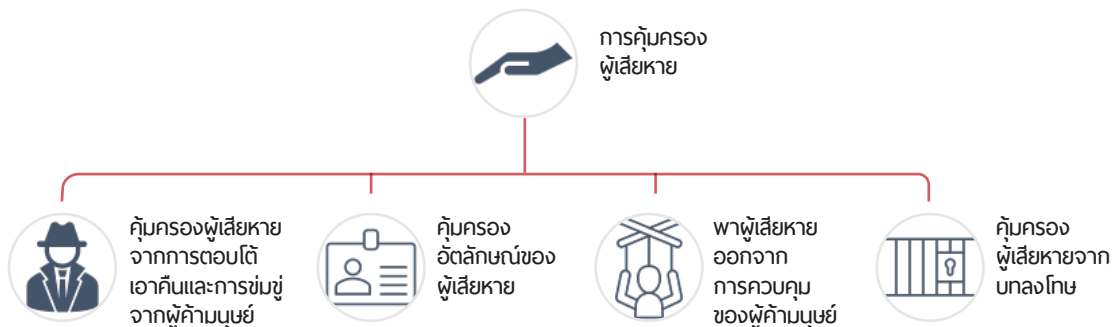 การคุ้มครอง
ผู้เสียหาย
คุ้มครองผู้เสียหาย
จากการตอบโต้
เอาคืนและการข่มขู่
จากผู้ค้ามนุษย์
คุ้มครอง
อัตลักษณ์ของ
ผู้เสียหาย
พาผู้เสียหาย
ออกจาก
การควบคุม
ของผู้ค้ามนุษย์
คุ้มครอง
ผู้เสียหายจาก
บทลงโทษ